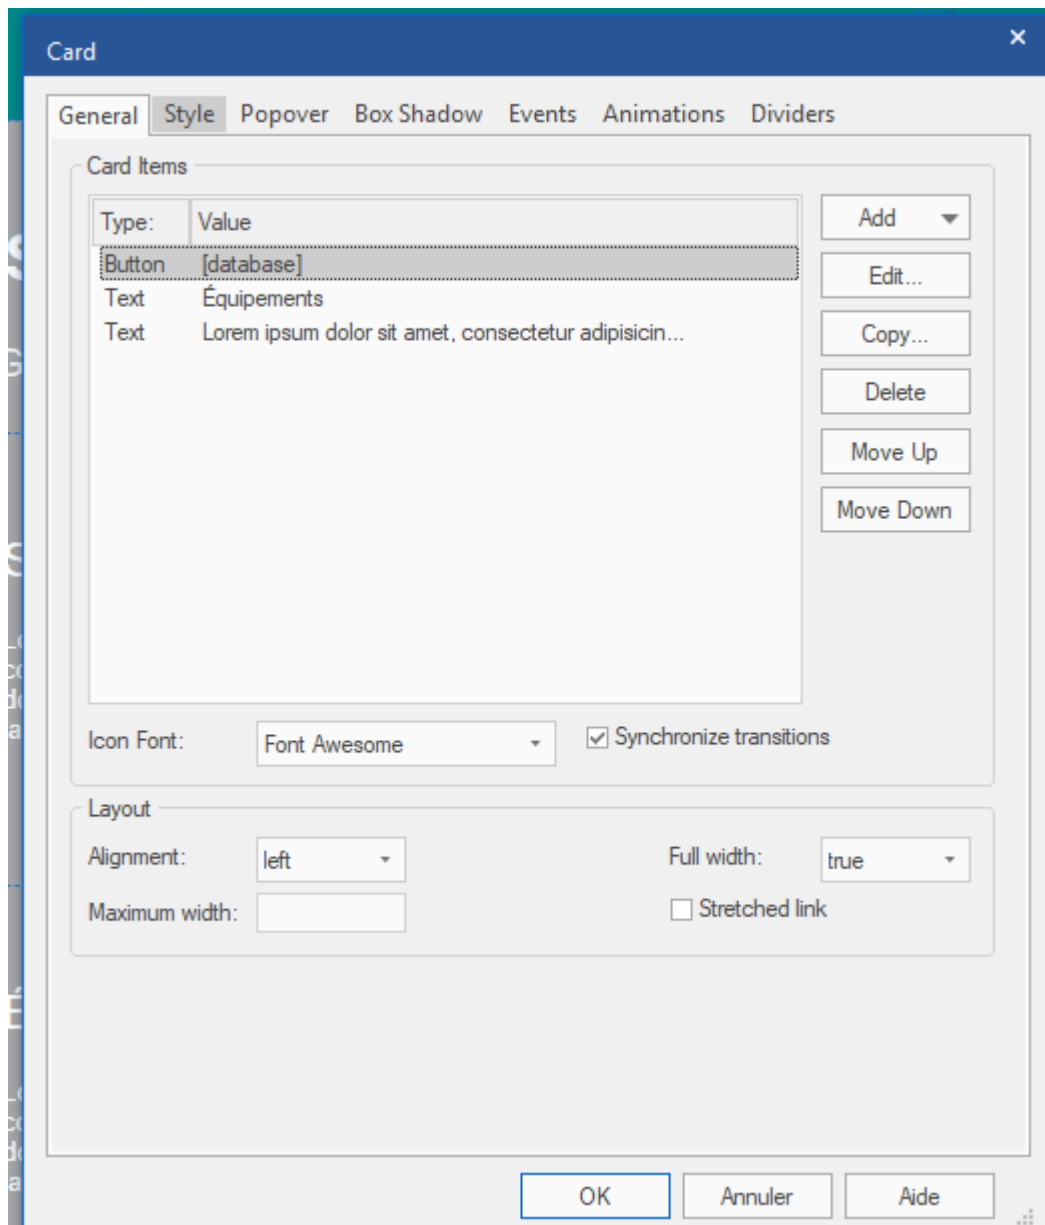 Card
General Style Popover Box Shadow Events Animations Dividers
Card Items
Type: Value
Button [database]
Text Équipements
Text Lorem ipsum dolor sit amet, consectetur adipisicin...
Add
Edit...
Copy...
Delete
Move Up
Move Down
Icon Font: Font Awesome Synchronize transitions
Layout
Alignment: left Full width: true
Maximum width: Stretched link
OK Annuler Aide